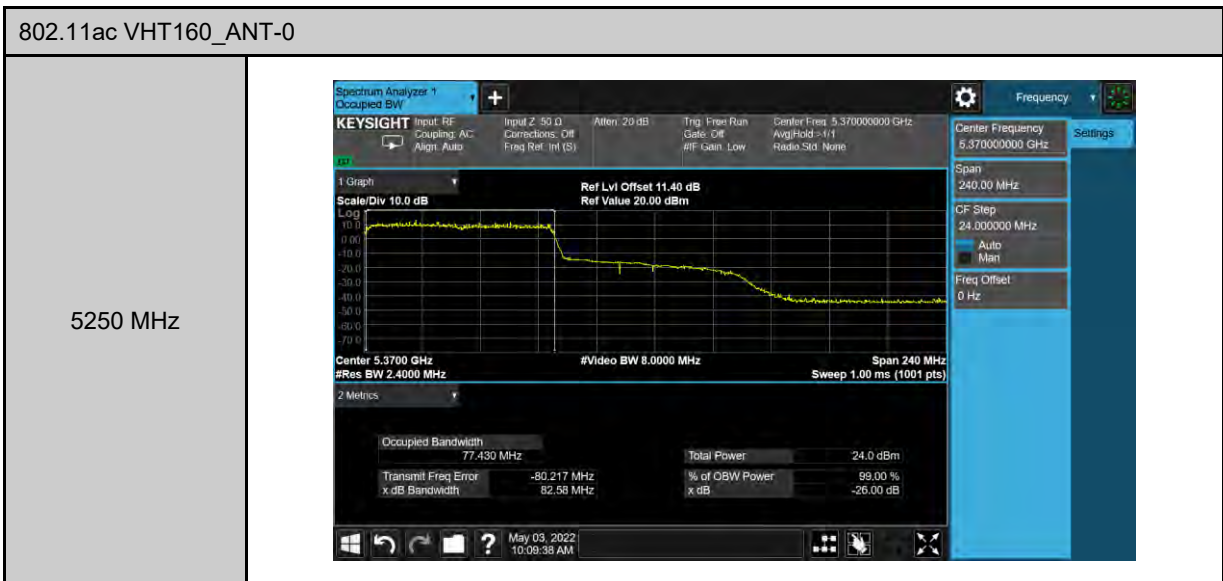 802.11ac VHT160_ANT-0
5250 MHz
Spectrum Analyzer 1
Occupied BW
Frequency
KEYSIGHT
Input: RF
Coupling: AC
Align: Auto
Input Z: 50 Ω
Corrections: Off
Freq Ref: Int (S)
Atten: 20 dB
Trig: Free Run
Gate: Off
#IF Gain: Low
Center Freq: 5.370000000 GHz
Avg|Hold:>1/1
Radio Std: None
Center Frequency
5.370000000 GHz
Settings
Span
240.00 MHz
CF Step
24.000000 MHz
Auto
Man
Freq Offset
0 Hz
1 Graph
Scale/Div 10.0 dB
Ref Lvl Offset 11.40 dB
Ref Value 20.00 dBm
Log
10.0
0.00
-10.0
-20.0
-30.0
-40.0
-50.0
-60.0
-70.0
Center 5.3700 GHz
#Video BW 8.0000 MHz
Span 240 MHz
#Res BW 2.4000 MHz
Sweep 1.00 ms (1001 pts)
2 Metrics
Occupied Bandwidth
77.430 MHz
Total Power 24.0 dBm
Transmit Freq Error -80.217 MHz
% of OBW Power 99.00 %
x dB Bandwidth 82.58 MHz
x dB -26.00 dB
?
May 03, 2022
10:09:38 AM